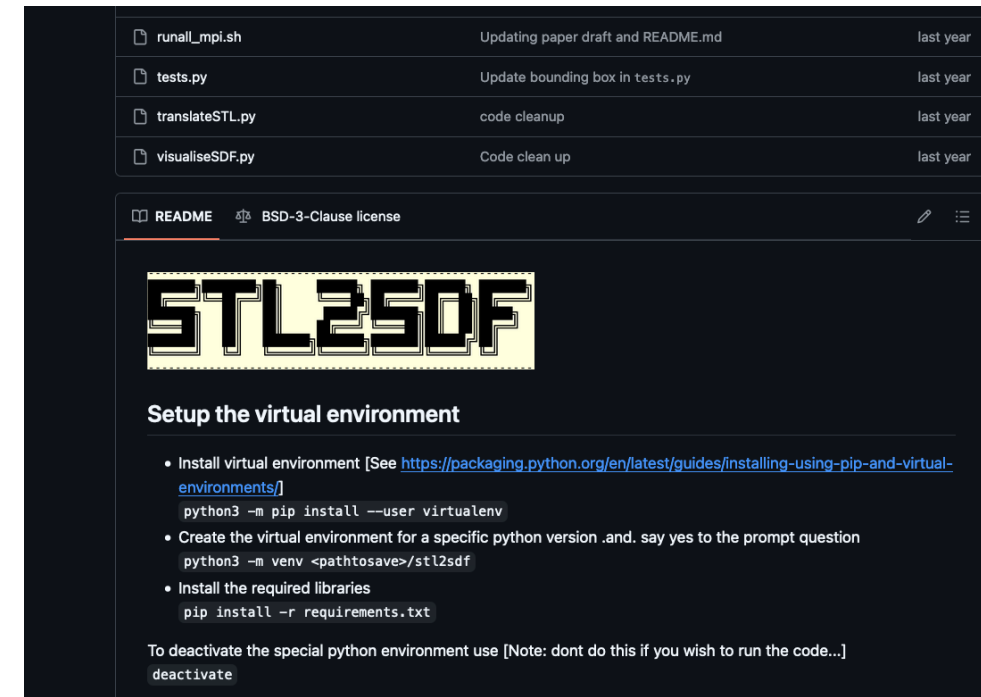 runall_mpi.sh Updating paper draft and README.md last year
tests.py Update bounding box in tests.py last year
translateSTL.py code cleanup last year
visualiseSDF.py Code clean up last year
README BSD-3-Clause license
STL2SDF
Setup the virtual environment
• Install virtual environment [See https://packaging.python.org/en/latest/guides/installing-using-pip-and-virtual-
environments/]
python3 -m pip install --user virtualenv
• Create the virtual environment for a specific python version .and. say yes to the prompt question
python3 -m venv <pathtosave>/stl2sdf
• Install the required libraries
pip install -r requirements.txt
To deactivate the special python environment use [Note: dont do this if you wish to run the code...]
deactivate